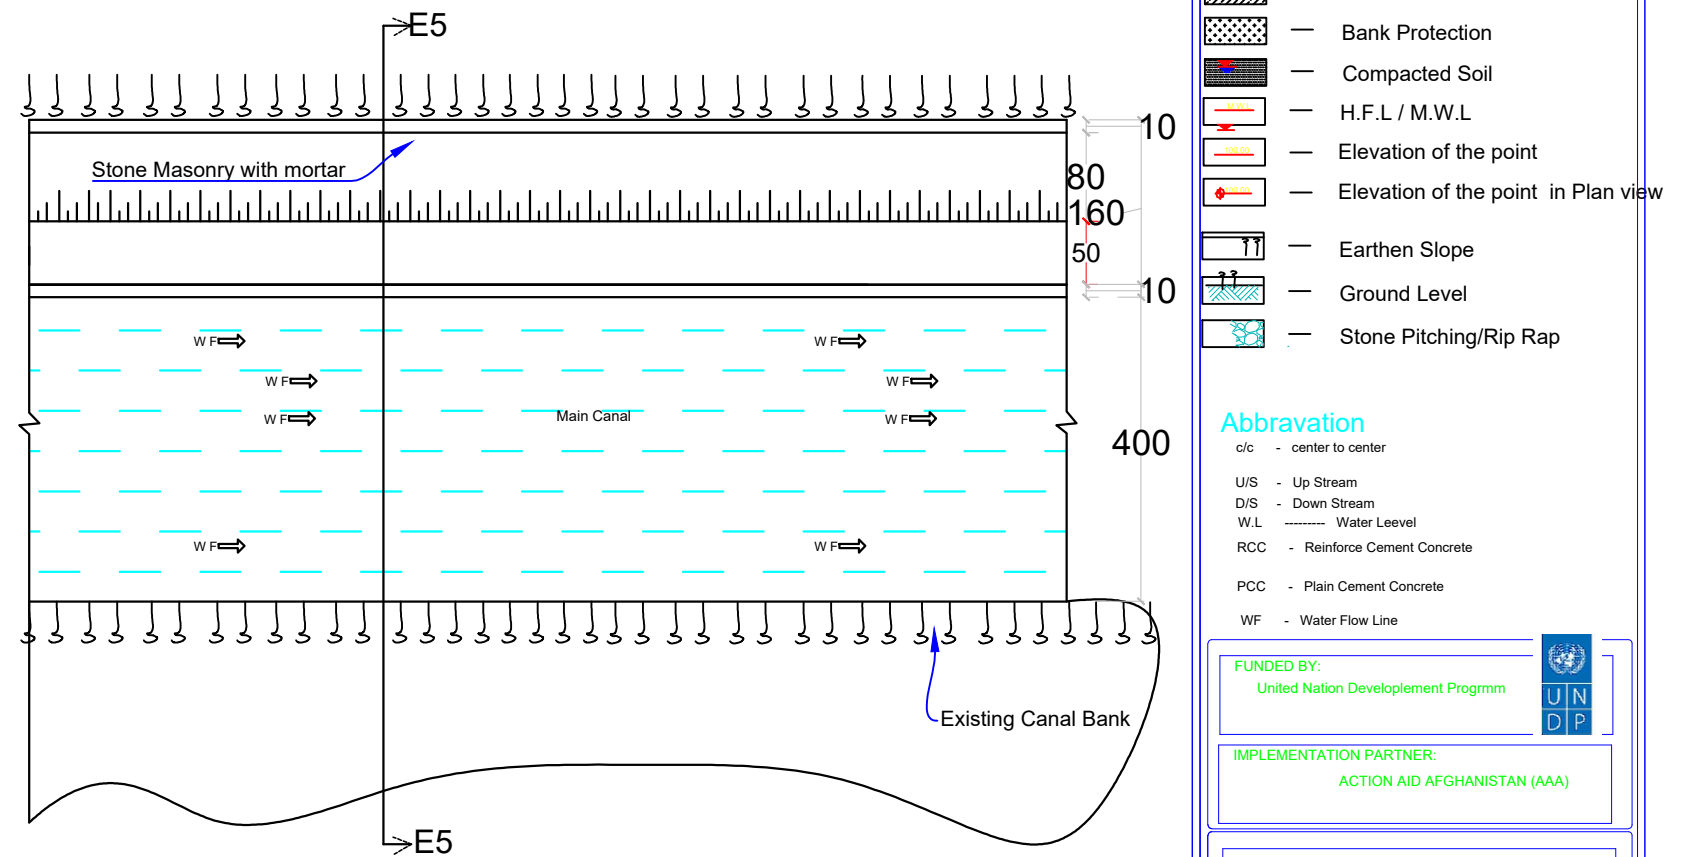 E5
Stone Masonry with mortar
10
80
160
50
10
W F
W F
W F
W F
W F
Main Canal
W F
400
W F
W F
Existing Canal Bank
E5
Bank Protection
Compacted Soil
M.W.L
H.F.L / M.W.L
100.00
Elevation of the point
Elevation of the point in Plan view
Earthen Slope
Ground Level
Stone Pitching/Rip Rap
Abbravation
c/c - center to center
U/S - Up Stream
D/S - Down Stream
W.L --------- Water Leevel
RCC - Reinforce Cement Concrete
PCC - Plain Cement Concrete
WF - Water Flow Line
FUNDED BY:
United Nation Developlement Progrmm
U N
D P
IMPLEMENTATION PARTNER:
ACTION AID AFGHANISTAN (AAA)